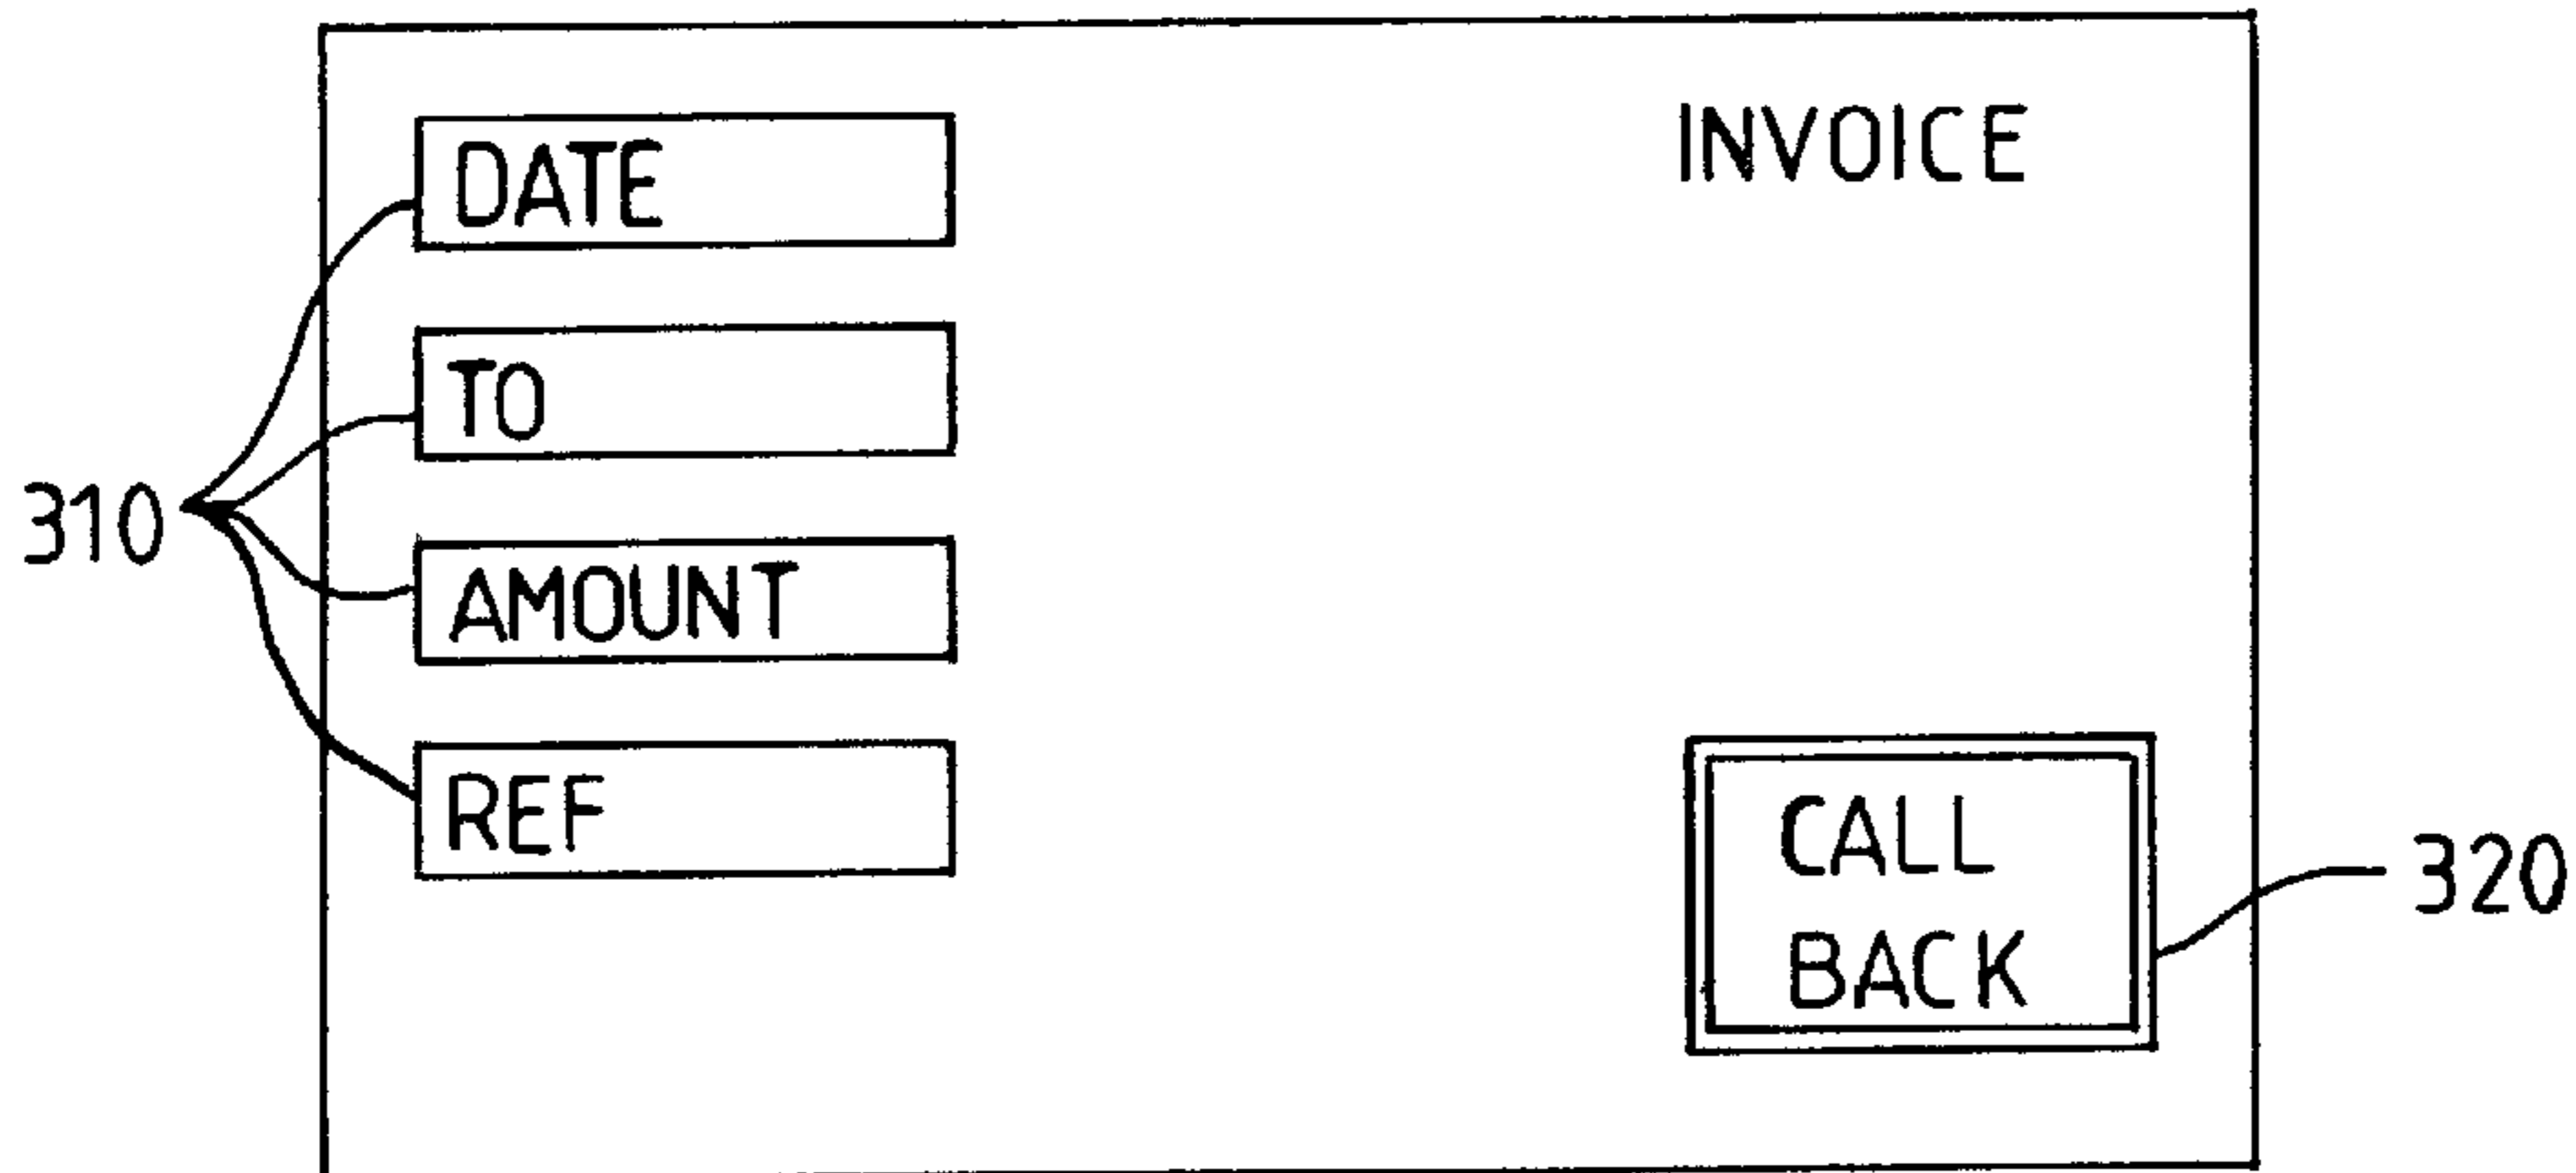 INVOICE
DATE
TO
310
AMOUNT
REF
CALL
BACK
320